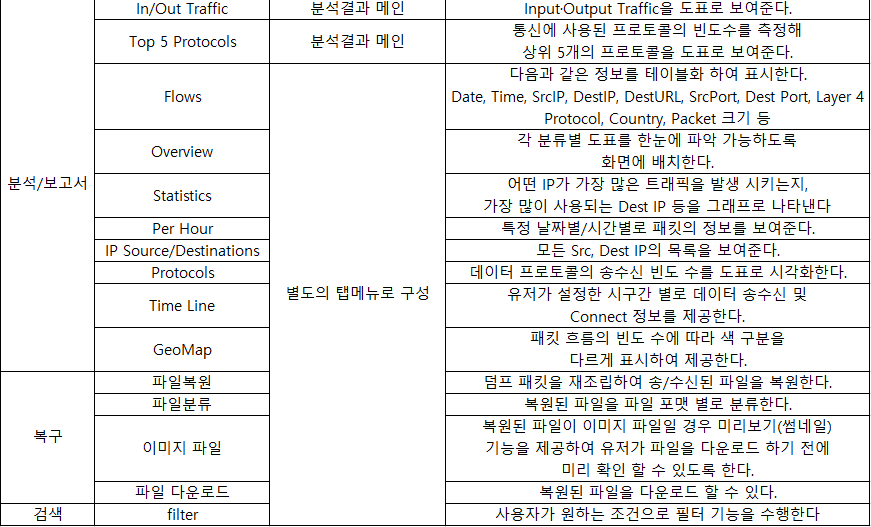 In/Out Traffic 분석결과 메인 Input·Output Traffic을 도표로 보여준다.
Top 5 Protocols 분석결과 메인 통신에 사용된 프로토콜의 빈도수를 측정해
상위 5개의 프로토콜을 도표로 보여준다.
분석/보고서
별도의 탭메뉴로 구성
Flows 다음과 같은 정보를 테이블화 하여 표시한다.
Date, Time, SrcIP, DestIP, DestURL, SrcPort, Dest Port, Layer 4
Protocol, Country, Packet 크기 등
Overview 각 분류별 도표를 한눈에 파악 가능하도록
화면에 배치한다.
Statistics 어떤 IP가 가장 많은 트래픽을 발생 시키는지,
가장 많이 사용되는 Dest IP 등을 그래프로 나타낸다
Per Hour 특정 날짜별/시간별로 패킷의 정보를 보여준다.
IP Source/Destinations 모든 Src, Dest IP의 목록을 보여준다.
Protocols 데이터 프로토콜의 송수신 빈도 수를 도표로 시각화한다.
Time Line 유저가 설정한 시구간 별로 데이터 송수신 및
Connect 정보를 제공한다.
GeoMap 패킷 흐름의 빈도 수에 따라 색 구분을
다르게 표시하여 제공한다.
복구
파일복원 덤프 패킷을 재조립하여 송/수신된 파일을 복원한다.
파일분류 복원된 파일을 파일 포맷 별로 분류한다.
이미지 파일 복원된 파일이 이미지 파일일 경우 미리보기(썸네일)
기능을 제공하여 유저가 파일을 다운로드 하기 전에
미리 확인 할 수 있도록 한다.
파일 다운로드 복원된 파일을 다운로드 할 수 있다.
검색 filter 사용자가 원하는 조건으로 필터 기능을 수행한다